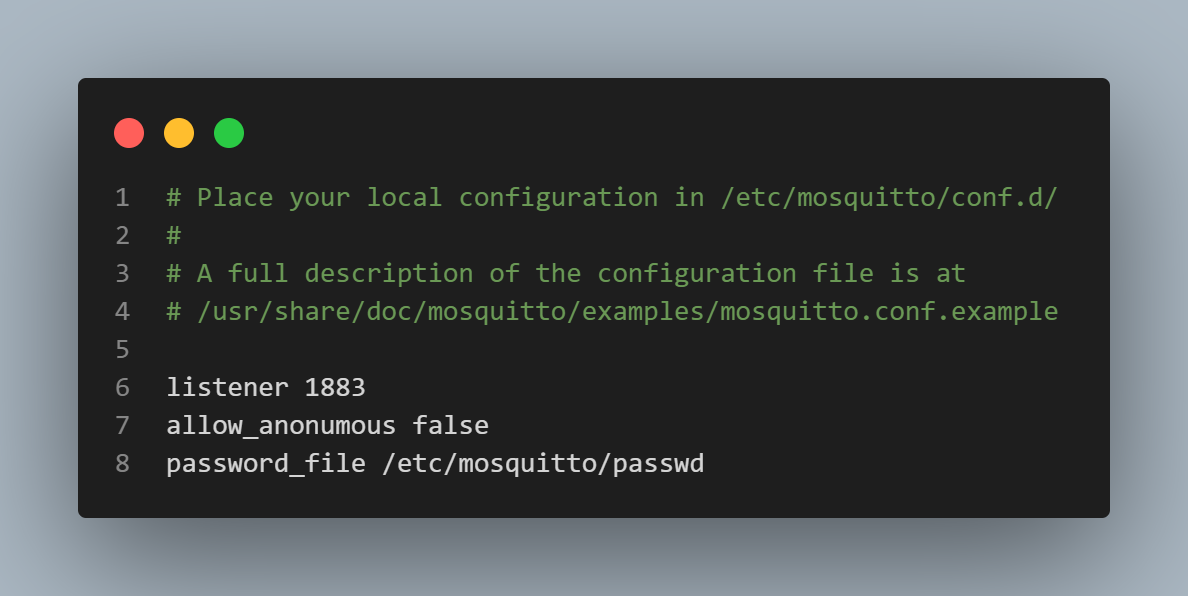 1 # Place your local configuration in /etc/mosquitto/conf.d/
2 #
3 # A full description of the configuration file is at
4 # /usr/share/doc/mosquitto/examples/mosquitto.conf.example
5
6 listener 1883
7 allow_anonumous false
8 password_file /etc/mosquitto/passwd